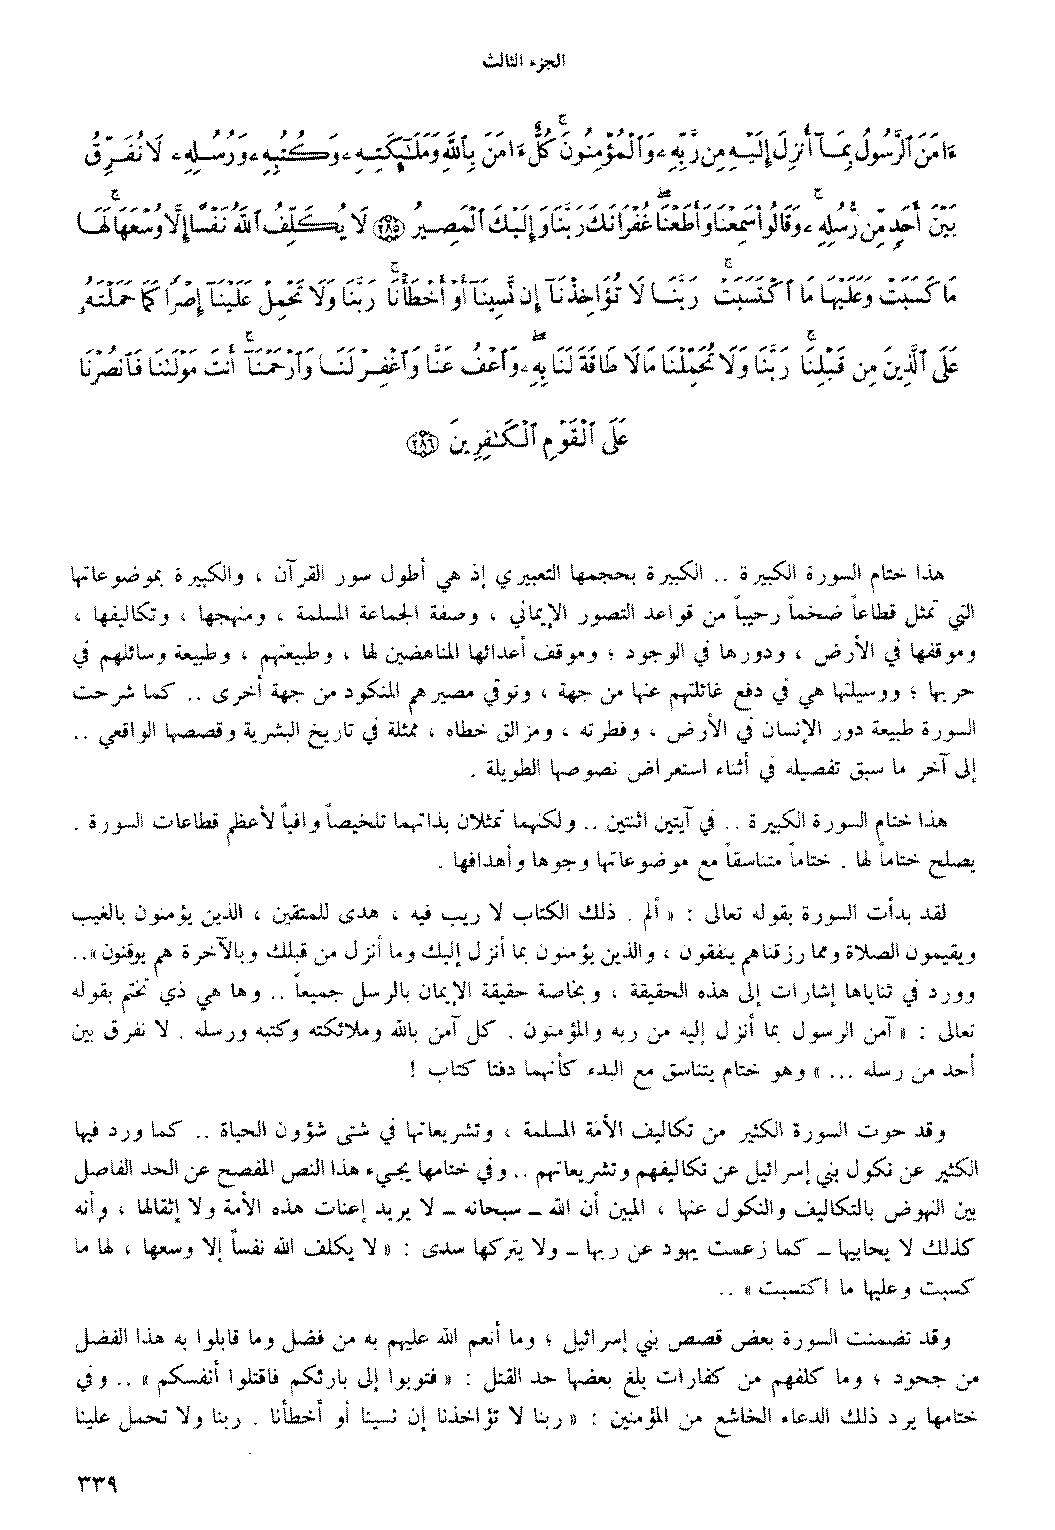 الجزء الثالث
ءَامَنَ ٱلرَّسُولُ بِمَآ أُنزِلَ إِلَيْهِ مِن رَّبِّهِۦ وَٱلْمُؤْمِنُونَ ۚ كُلٌّ ءَامَنَ بِٱللَّهِ وَمَلَٰٓئِكَتِهِۦ وَكُتُبِهِۦ وَرُسُلِهِۦ لَا نُفَرِّقُ
بَيْنَ أَحَدٍ مِّن رُّسُلِهِۦ ۚ وَقَالُوا۟ سَمِعْنَا وَأَطَعْنَا ۖ غُفْرَانَكَ رَبَّنَا وَإِلَيْكَ ٱلْمَصِيرُ ﴿٢٨٥﴾ لَا يُكَلِّفُ ٱللَّهُ نَفْسًا إِلَّا وُسْعَهَا ۚ لَهَا
مَا كَسَبَتْ وَعَلَيْهَا مَا ٱكْتَسَبَتْ ۗ رَبَّنَا لَا تُؤَاخِذْنَآ إِن نَّسِينَآ أَوْ أَخْطَأْنَا ۚ رَبَّنَا وَلَا تَحْمِلْ عَلَيْنَآ إِصْرًا كَمَا حَمَلْتَهُۥ
عَلَى ٱلَّذِينَ مِن قَبْلِنَا ۚ رَبَّنَا وَلَا تُحَمِّلْنَا مَا لَا طَاقَةَ لَنَا بِهِۦ ۖ وَٱعْفُ عَنَّا وَٱغْفِرْ لَنَا وَٱرْحَمْنَآ ۚ أَنتَ مَوْلَىٰنَا فَٱنصُرْنَا
عَلَى ٱلْقَوْمِ ٱلْكَٰفِرِينَ ﴿٢٨٦﴾
هذا ختام السورة الكبيرة .. الكبيرة بحجمها التعبيري إذ هي أطول سور القرآن ، والكبيرة بموضوعاتها
التي تمثل قطاعاً ضخماً رحيباً من قواعد التصور الإيماني ، وصفة الجماعة المسلمة ، ومنهجها ، وتكاليفها ،
وموقفها في الأرض ، ودورها في الوجود ؛ وموقف أعدائها المناهضين لها ، وطبيعتهم ، وطبيعة وسائلهم في
حربها ؛ ووسيلتها هي في دفع غائلتهم عنها من جهة ، وتوقي مصيرهم المنكود من جهة أخرى .. كما شرحت
السورة طبيعة دور الإنسان في الأرض ، وفطرته ، ومزالق خطاه ، ممثلة في تاريخ البشرية وقصصها الواقعي ..
إلى آخر ما سبق تفصيله في أثناء استعراض نصوصها الطويلة .
هذا ختام السورة الكبيرة .. في آيتين اثنتين .. ولكنهما تمثلان بذاتهما تلخيصاً وافياً لأعظم قطاعات السورة .
يصلح ختاماً لها . ختاماً متناسقاً مع موضوعاتها وجوها وأهدافها .
لقد بدأت السورة بقوله تعالى : « ألم . ذلك الكتاب لا ريب فيه ، هدى للمتقين ، الذين يؤمنون بالغيب
ويقيمون الصلاة ومما رزقناهم ينفقون ، والذين يؤمنون بما أنزل إليك وما أنزل من قبلك وبالآخرة هم يوقنون » ..
وورد في ثناياها إشارات إلى هذه الحقيقة ، وبخاصة حقيقة الإيمان بالرسل جميعاً .. وها هي ذي تختم بقوله
تعالى : « آمن الرسول بما أنزل إليه من ربه والمؤمنون . كل آمن بالله وملائكته وكتبه ورسله . لا نفرق بين
أحد من رسله ... » وهو ختام يتناسق مع البدء كأنهما دفتا كتاب !
وقد حوت السورة الكثير من تكاليف الأمة المسلمة ، وتشريعاتها في شتى شؤون الحياة .. كما ورد فيها
الكثير عن نكول بني إسرائيل عن تكاليفهم وتشريعاتهم .. وفي ختامها يجيء هذا النص المفصح عن الحد الفاصل
بين النهوض بالتكاليف والنكول عنها ، المبين أن الله – سبحانه – لا يريد إعنات هذه الأمة ولا إثقالها ، وأنه
كذلك لا يحابيها – كما زعمت يهود عن ربها – ولا يتركها سدى : « لا يكلف الله نفساً إلا وسعها ، لها ما
كسبت وعليها ما اكتسبت » ..
وقد تضمنت السورة بعض قصص بني إسرائيل ؛ وما أنعم الله عليهم به من فضل وما قابلوا به هذا الفضل
من جحود ؛ وما كلفهم من كفارات بلغ بعضها حد القتل : « فتوبوا إلى بارئكم فاقتلوا أنفسكم » .. وفي
ختامها يرد ذلك الدعاء الخاشع من المؤمنين : « ربنا لا تؤاخذنا إن نسينا أو أخطأنا . ربنا ولا تحمل علينا
٣٣٩